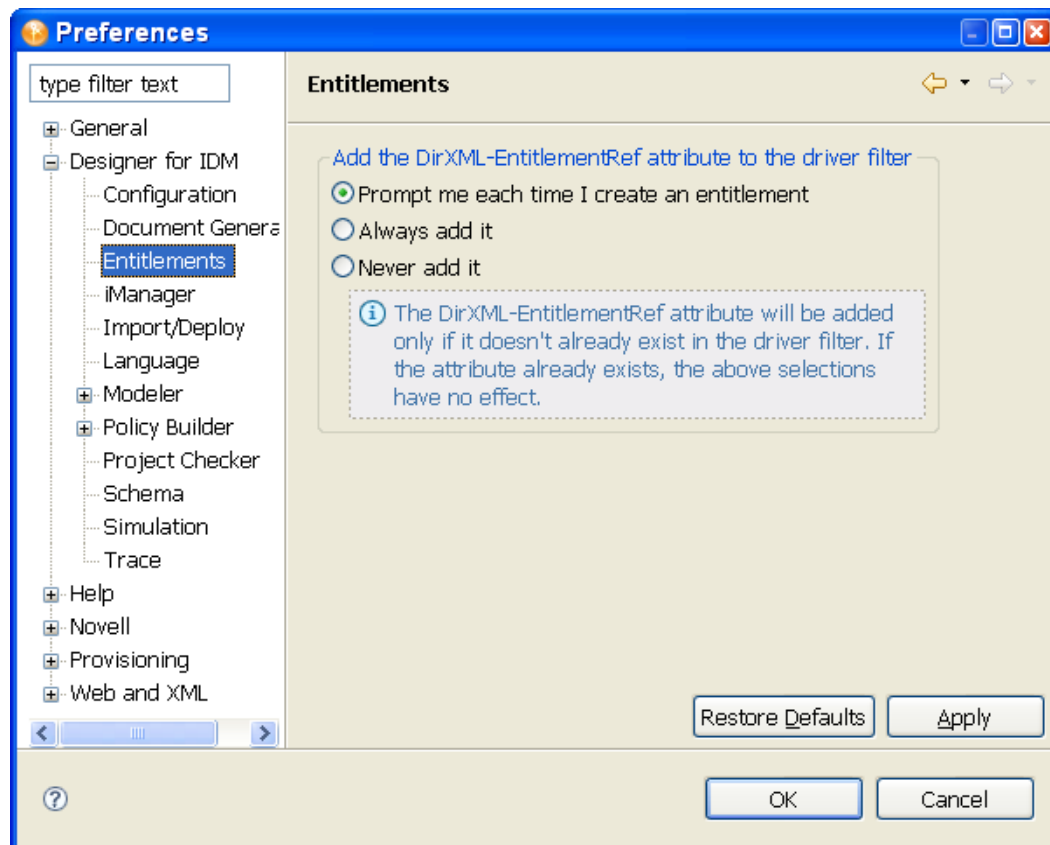 Preferences
type filter text
General
Designer for IDM
Configuration
Document Genera
Entitlements
iManager
Import/Deploy
Language
Modeler
Policy Builder
Project Checker
Schema
Simulation
Trace
Help
Novell
Provisioning
Web and XML
Entitlements
Add the DirXML-EntitlementRef attribute to the driver filter
Prompt me each time I create an entitlement
Always add it
Never add it
The DirXML-EntitlementRef attribute will be added
only if it doesn't already exist in the driver filter. If
the attribute already exists, the above selections
have no effect.
Restore Defaults
Apply
OK
Cancel